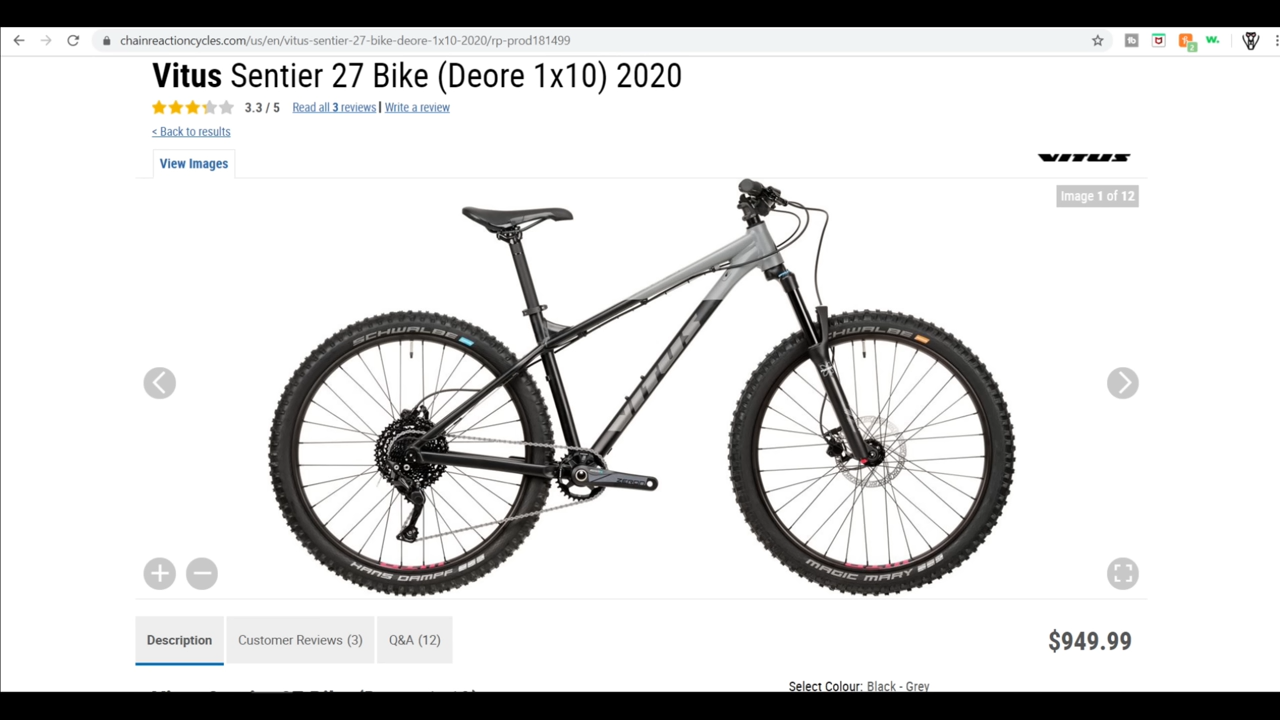 chainreactioncycles.com/us/en/vitus-sentier-27-bike-deore-1x10-2020/rp-prod181499
2
w.
Vitus Sentier 27 Bike (Deore 1x10) 2020
3.3 / 5 Read all 3 reviews | Write a review
< Back to results
View Images
VITUS
Image 1 of 12
SCHWALBE
SCHWALBE
VITUS
HANS DAMPF
MAGIC MARY
Description
Customer Reviews (3)
Q&A (12)
$949.99
Select Colour: Black - Grey